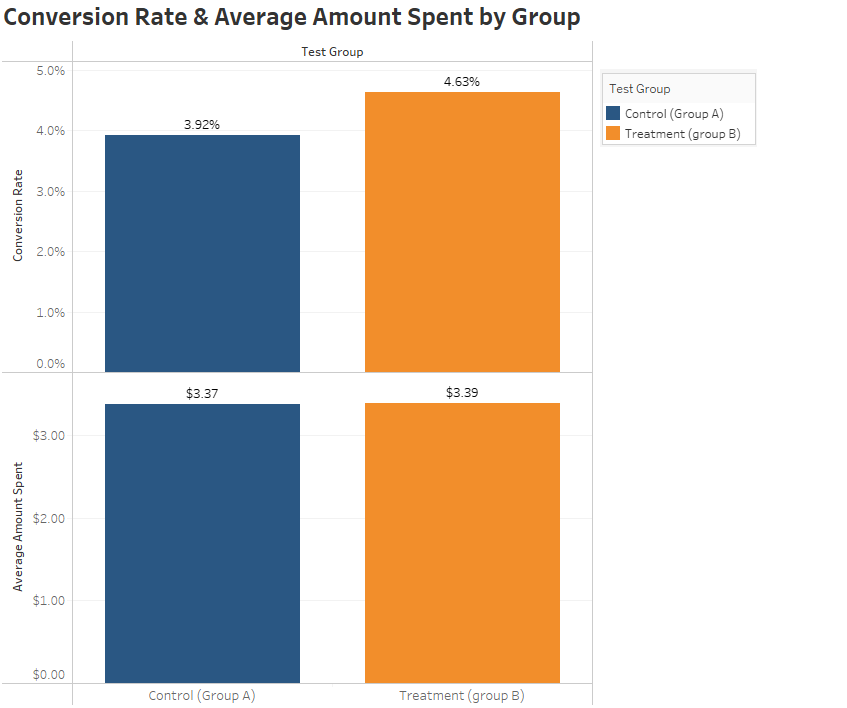 Conversion Rate & Average Amount Spent by Group
Test Group
5.0%
4.0%
3.0%
2.0%
1.0%
0.0%
Conversion Rate
3.92%
4.63%
$3.00
$2.00
$1.00
$0.00
Average Amount Spent
$3.37
$3.39
Control (Group A)
Treatment (group B)
Test Group
Control (Group A)
Treatment (group B)